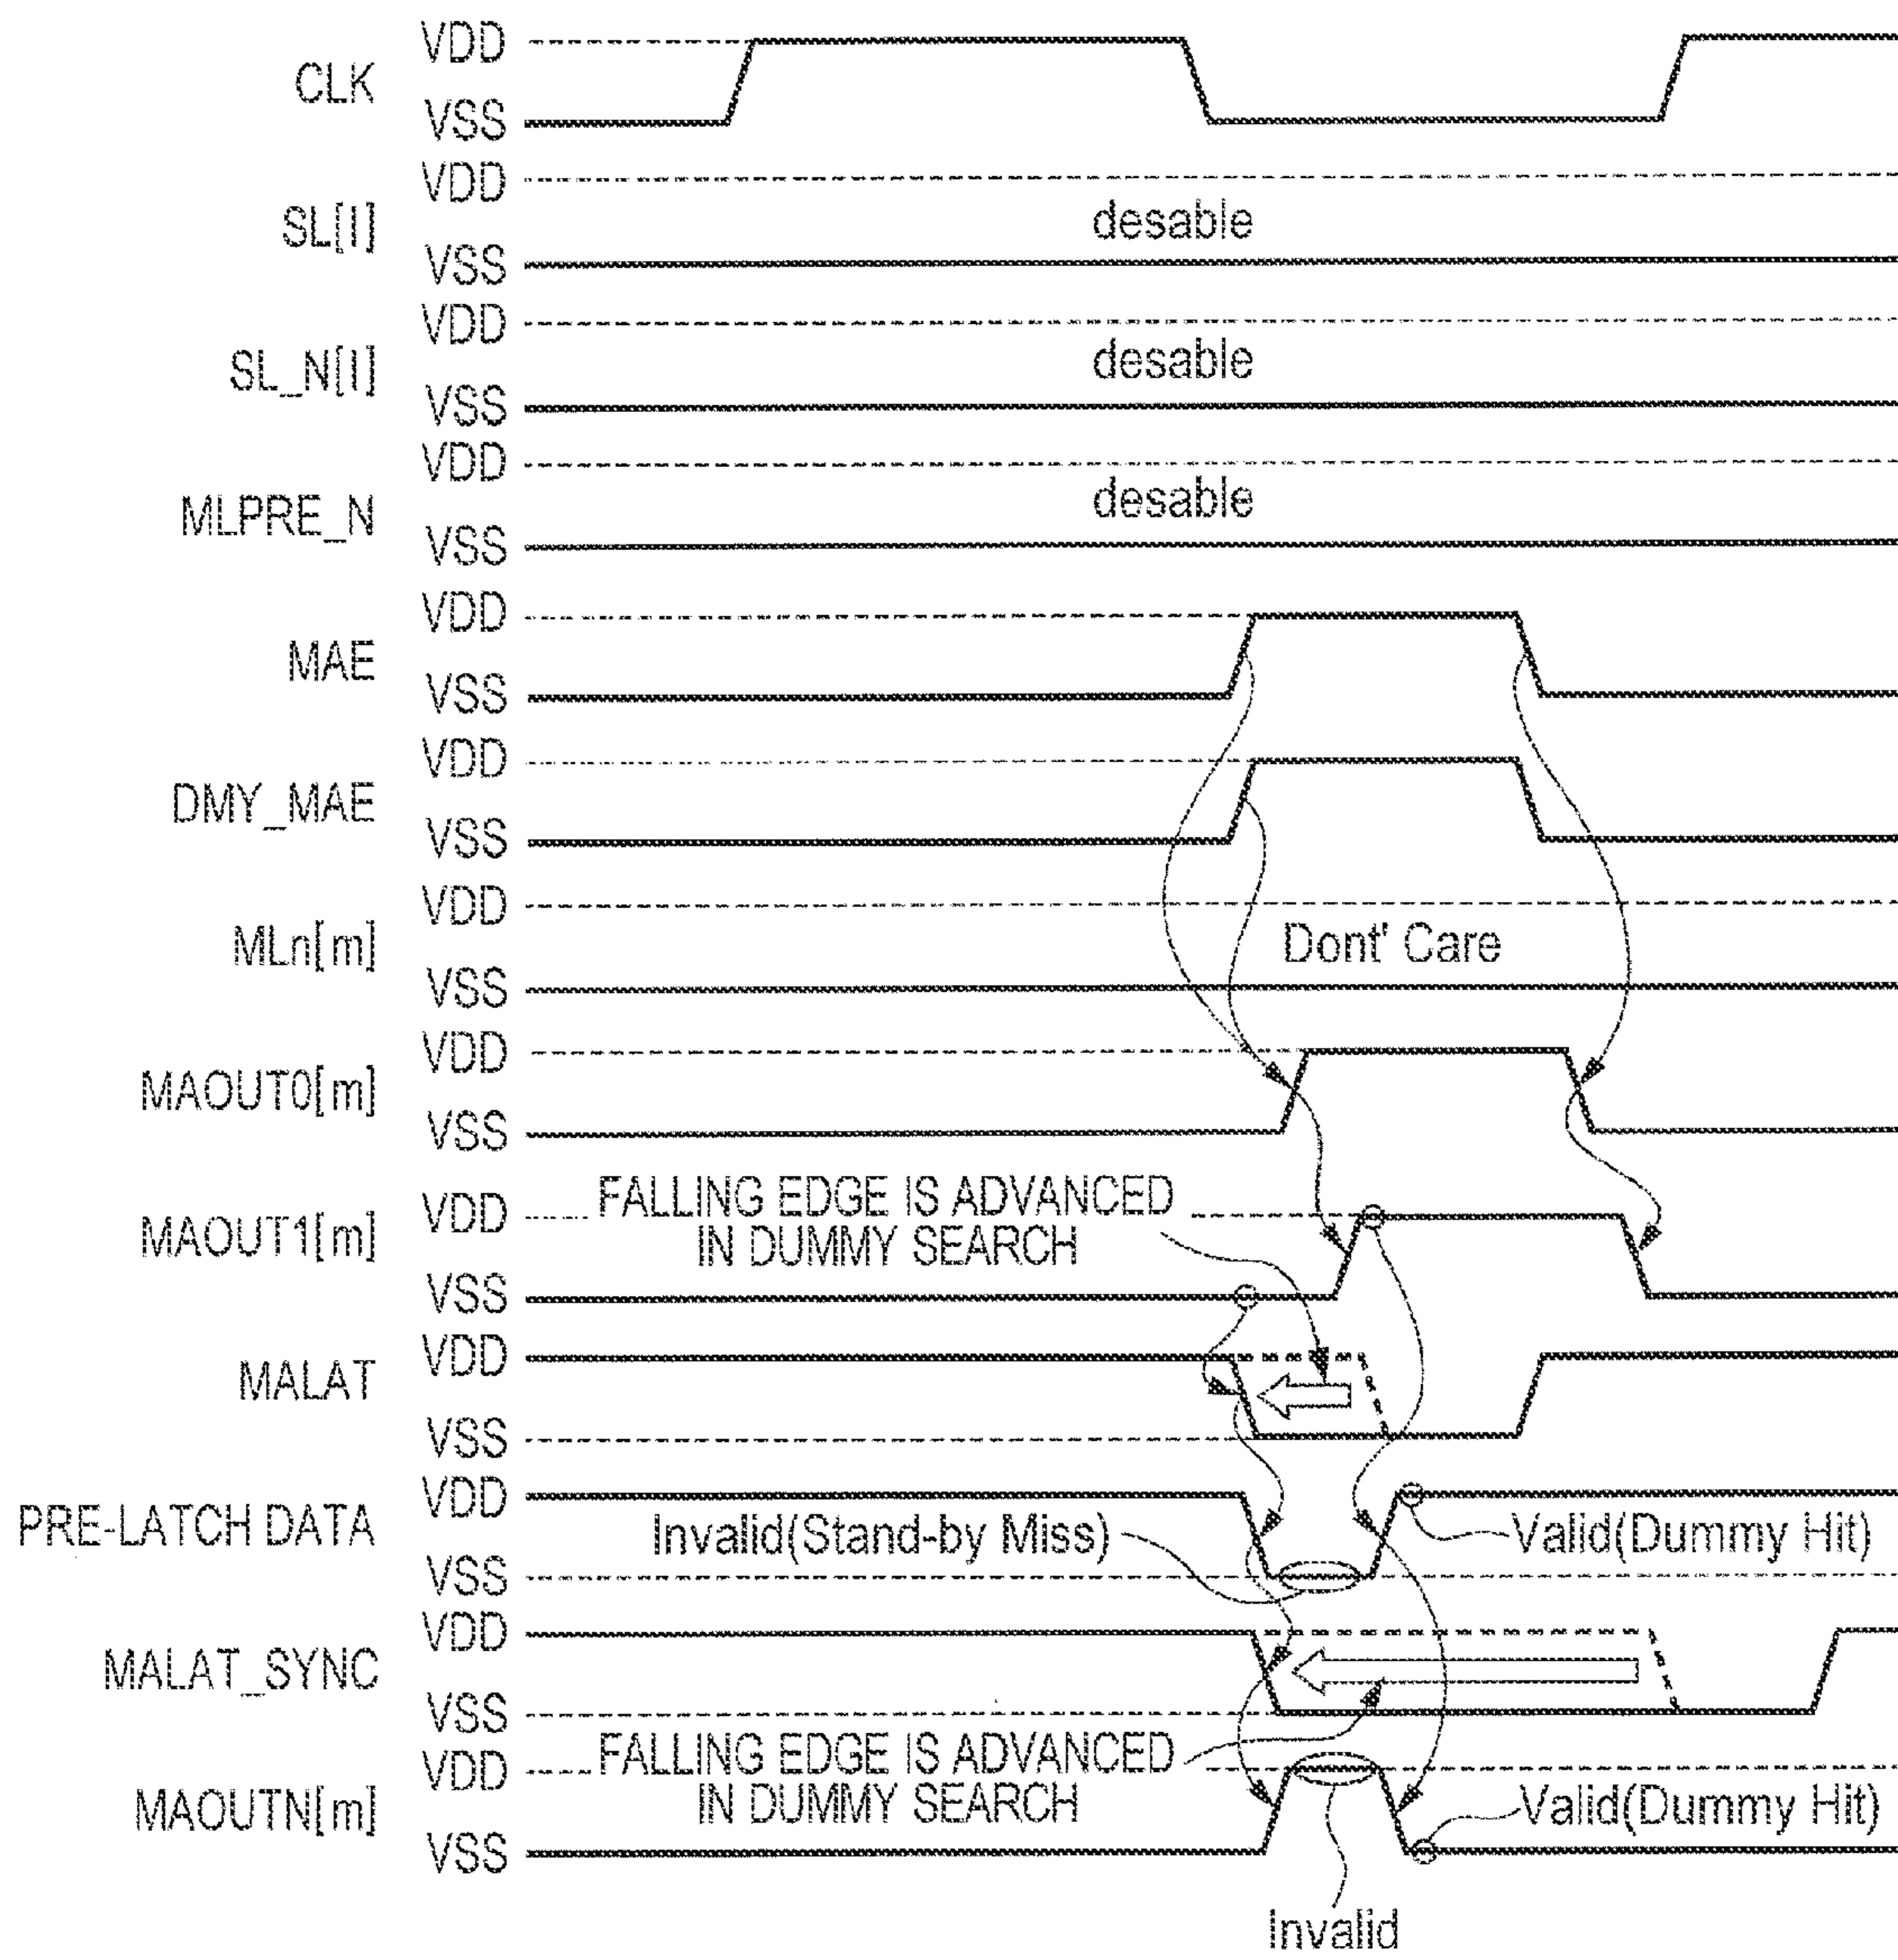 CLK VDD
VSS
SL[l] VDD desable
VSS
SL_N[l] VDD desable
VSS
MLPRE_N VDD desable
VSS
MAE VDD
VSS
DMY_MAE VDD
VSS
MLn[m] VDD Dont' Care
VSS
MAOUT0[m] VDD
VSS
MAOUT1[m] VDD FALLING EDGE IS ADVANCED
IN DUMMY SEARCH
VSS
MALAT VDD
VSS
PRE-LATCH DATA VDD
Invalid(Stand-by Miss) Valid(Dummy Hit)
VSS
MALAT_SYNC VDD
VSS
FALLING EDGE IS ADVANCED
IN DUMMY SEARCH
MAOUTN[m] VDD Valid(Dummy Hit)
VSS
Invalid